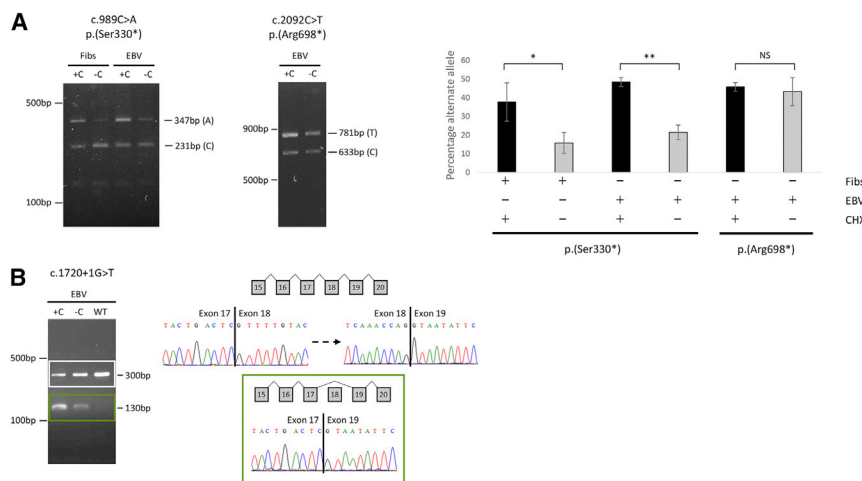 A
c.989C>A
p.(Ser330*)
Fibs EBV
+C -C +C -C
500bp
347bp (A)
231bp (C)
100bp
c.2092C>T
p.(Arg698*)
EBV
+C -C
900bp
781bp (T)
633bp (C)
500bp
Percentage alternate allele
60
50
40
30
20
10
0
* ** NS
+ + − − − − Fibs
− − + + + + EBV
+ − + − + − CHX
p.(Ser330*) p.(Arg698*)
B
c.1720+1G>T
EBV
+C -C WT
500bp
300bp
130bp
100bp
15 16 17 18 19 20
Exon 17 Exon 18
TACTGACTCGTTTTGTAC
Exon 18 Exon 19
TCAAACCAGGTAATATTC
15 16 17 18 19 20
Exon 17 Exon 19
TACTGACTCGTAATATTC